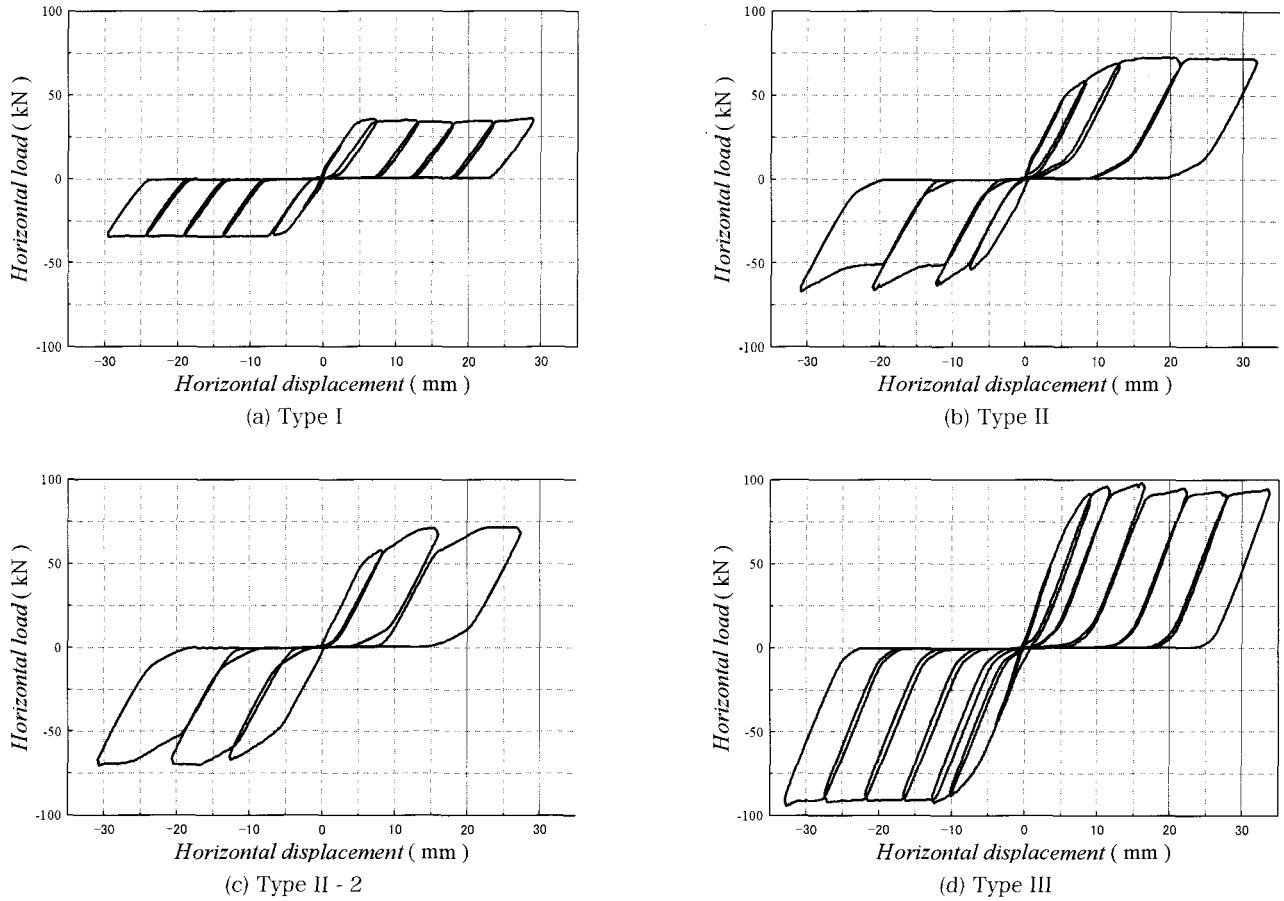 100
50
0
-50
-100
Horizontal load ( kN )
-30 -20 -10 0 10 20 30
Horizontal displacement ( mm )
(a) Type I
100
50
0
-50
-100
Horizontal load ( kN )
-30 -20 -10 0 10 20 30
Horizontal displacement ( mm )
(b) Type II
100
50
0
-50
-100
Horizontal load ( kN )
-30 -20 -10 0 10 20 30
Horizontal displacement ( mm )
(c) Type II - 2
100
50
0
-50
-100
Horizontal load ( kN )
-30 -20 -10 0 10 20 30
Horizontal displacement ( mm )
(d) Type III